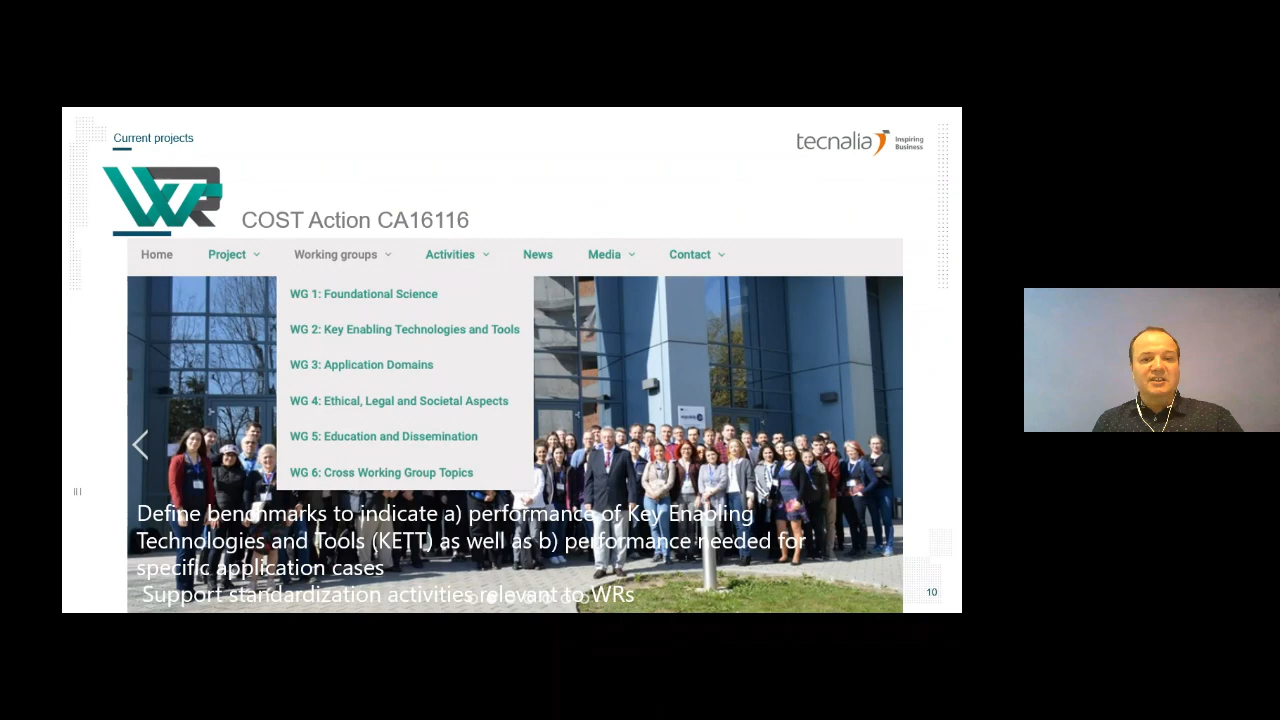 Current projects
tecnalia Inspiring Business
WR
COST Action CA16116
Home Project Working groups Activities News Media Contact
WG 1: Foundational Science
WG 2: Key Enabling Technologies and Tools
WG 3: Application Domains
WG 4: Ethical, Legal and Societal Aspects
WG 5: Education and Dissemination
WG 6: Cross Working Group Topics
Define benchmarks to indicate a) performance of Key Enabling
Technologies and Tools (KETT) as well as b) performance needed for
specific application cases
Support standardization activities relevant to WRs
10